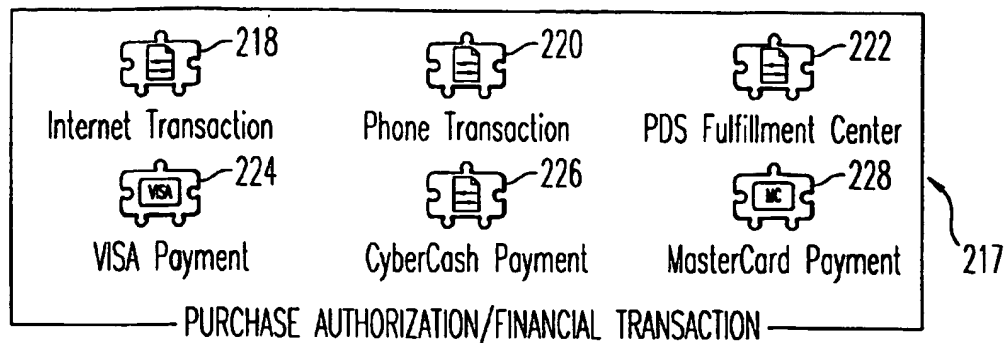 218 220 222
Internet Transaction Phone Transaction PDS Fulfillment Center
224 226 228
VISA MC
VISA Payment CyberCash Payment MasterCard Payment 217
PURCHASE AUTHORIZATION/FINANCIAL TRANSACTION